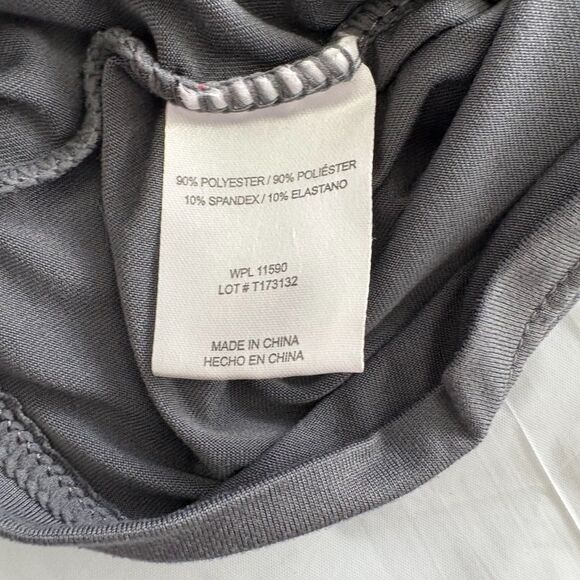 90% POLYESTER / 90% POLIÉSTER
10% SPANDEX / 10% ELASTANO
WPL 11590
LOT # T173132
MADE IN CHINA
HECHO EN CHINA